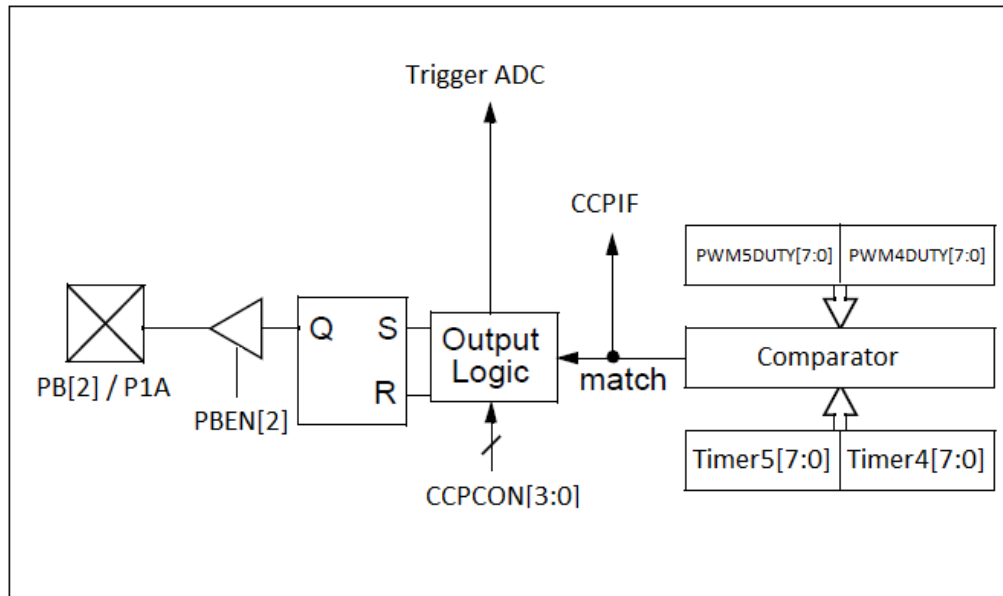 Trigger ADC
CCPIF
PWM5DUTY[7:0] PWM4DUTY[7:0]
Q S
R
Output
Logic
match
Comparator
PB[2] / P1A
PBEN[2]
Timer5[7:0] Timer4[7:0]
CCPCON[3:0]